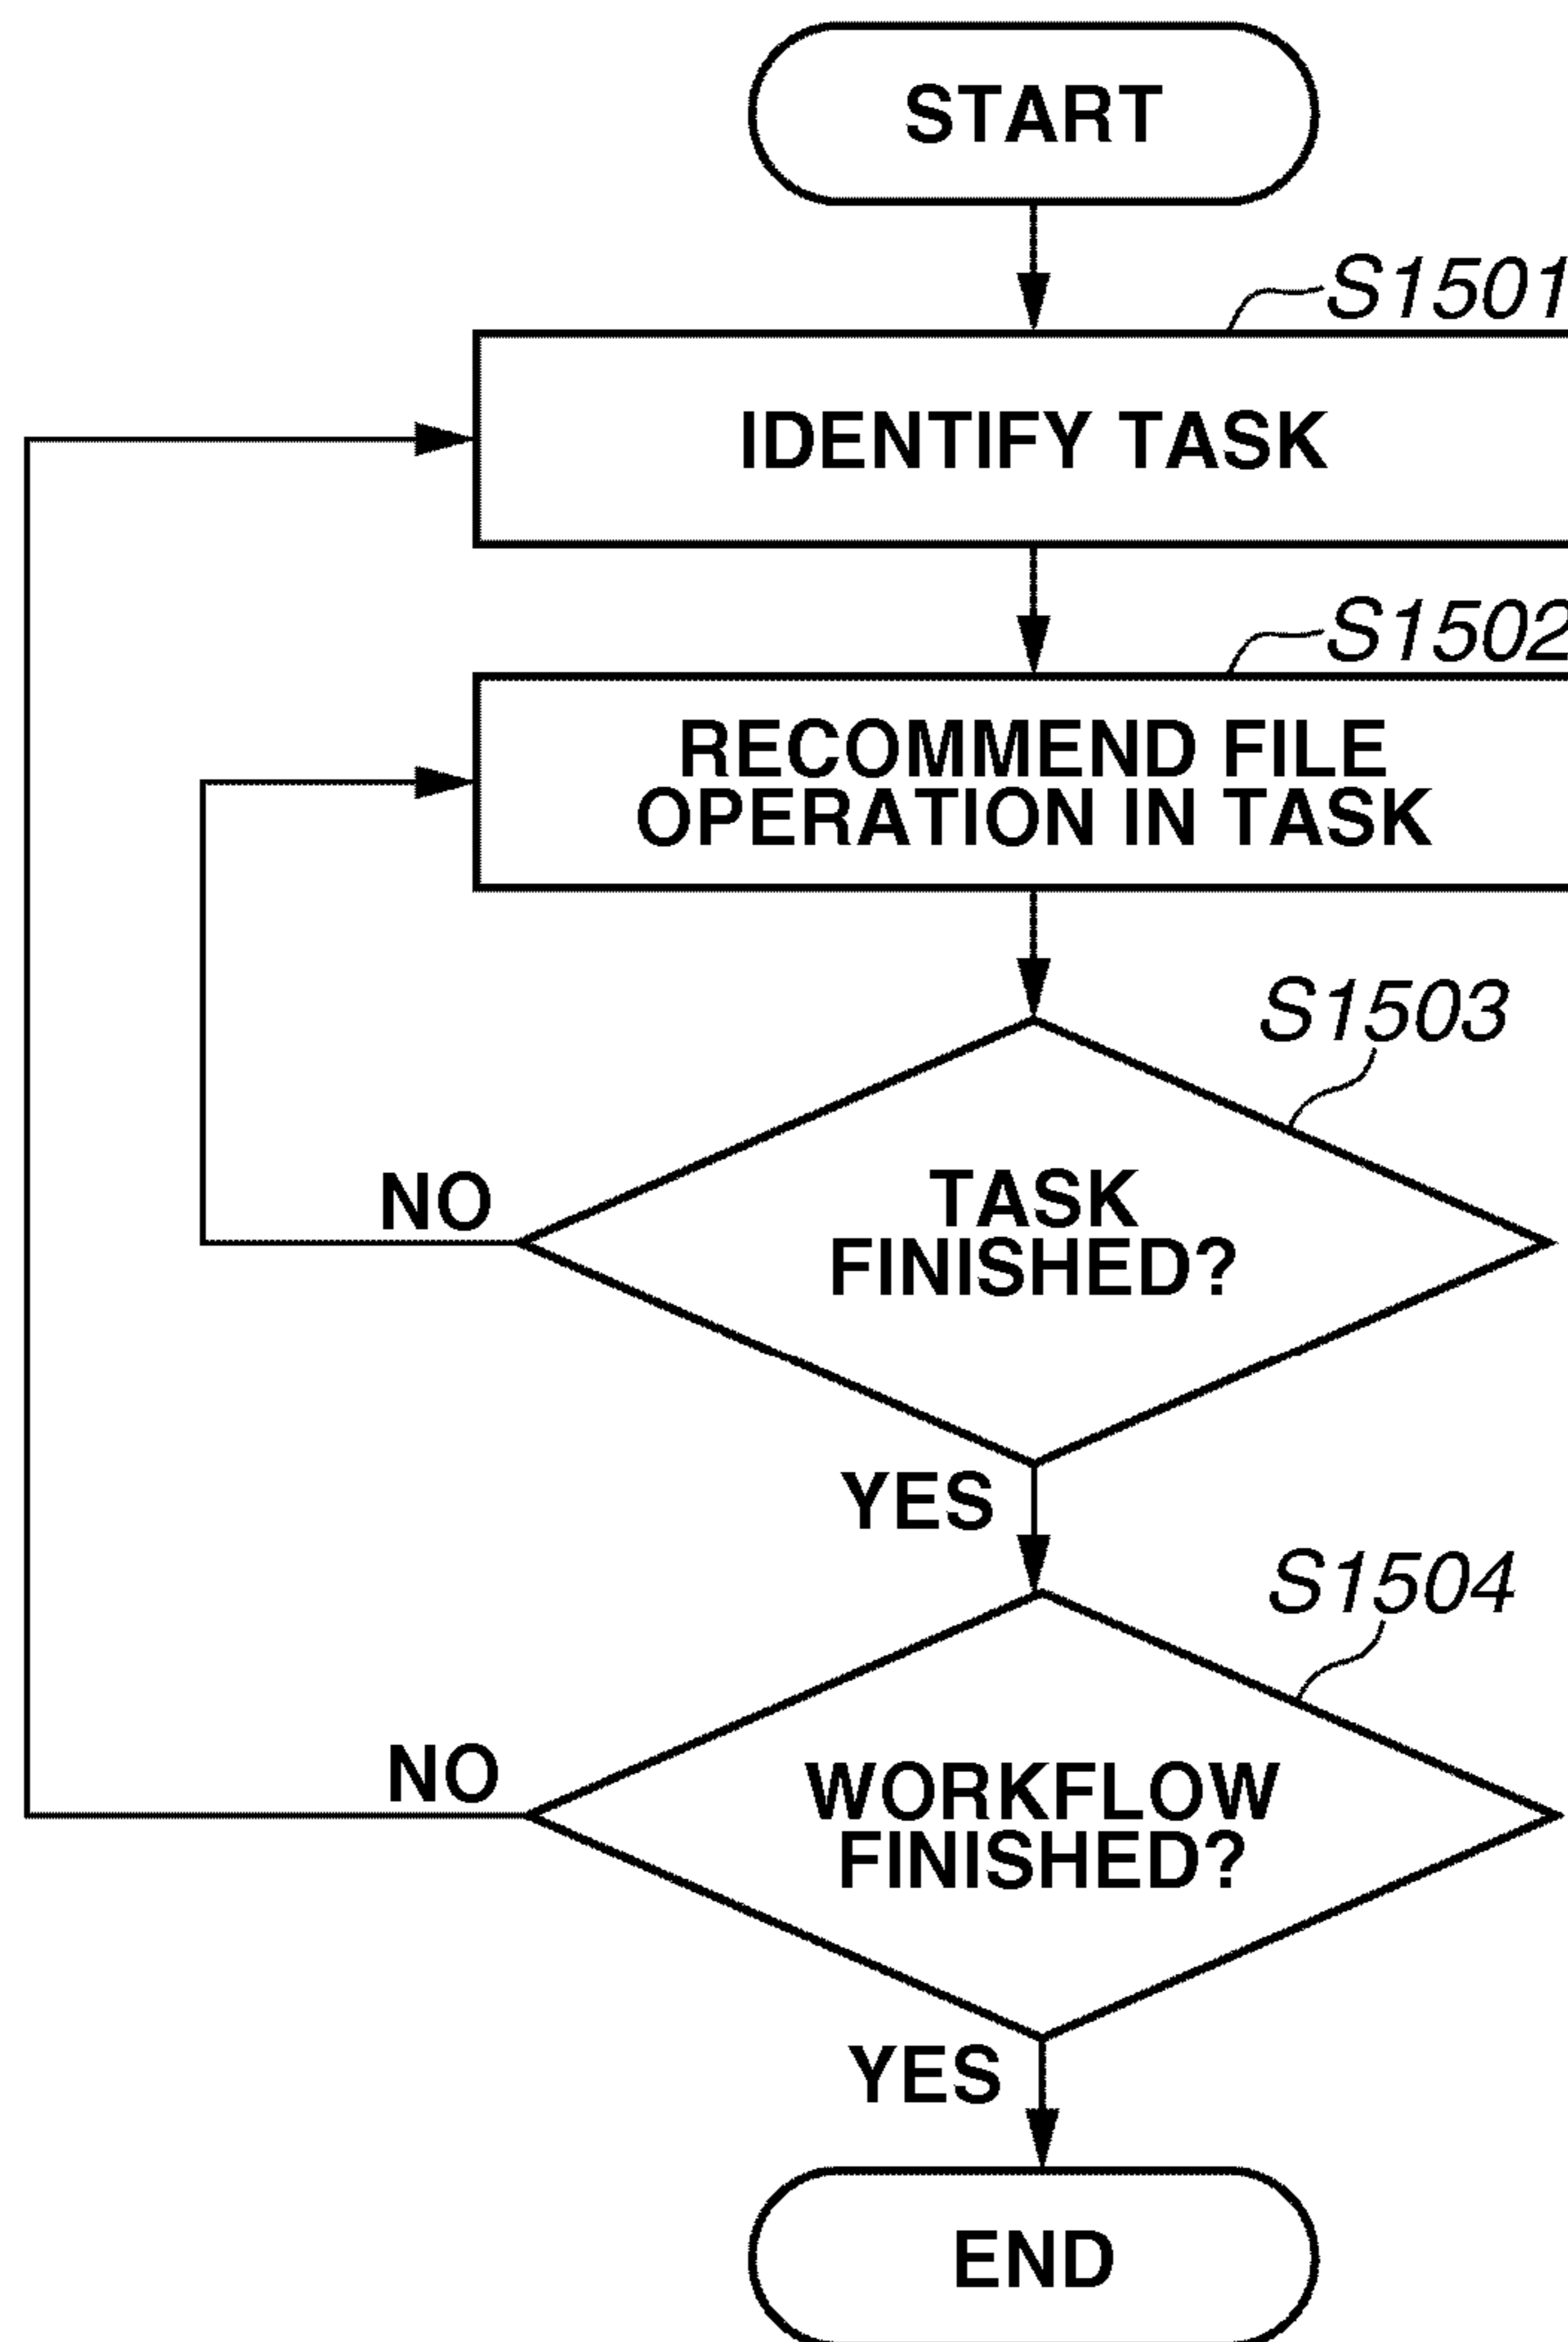 START
S1501
IDENTIFY TASK
S1502
RECOMMEND FILE
OPERATION IN TASK
S1503
TASK
FINISHED?
NO
YES
S1504
WORKFLOW
FINISHED?
NO
YES
END